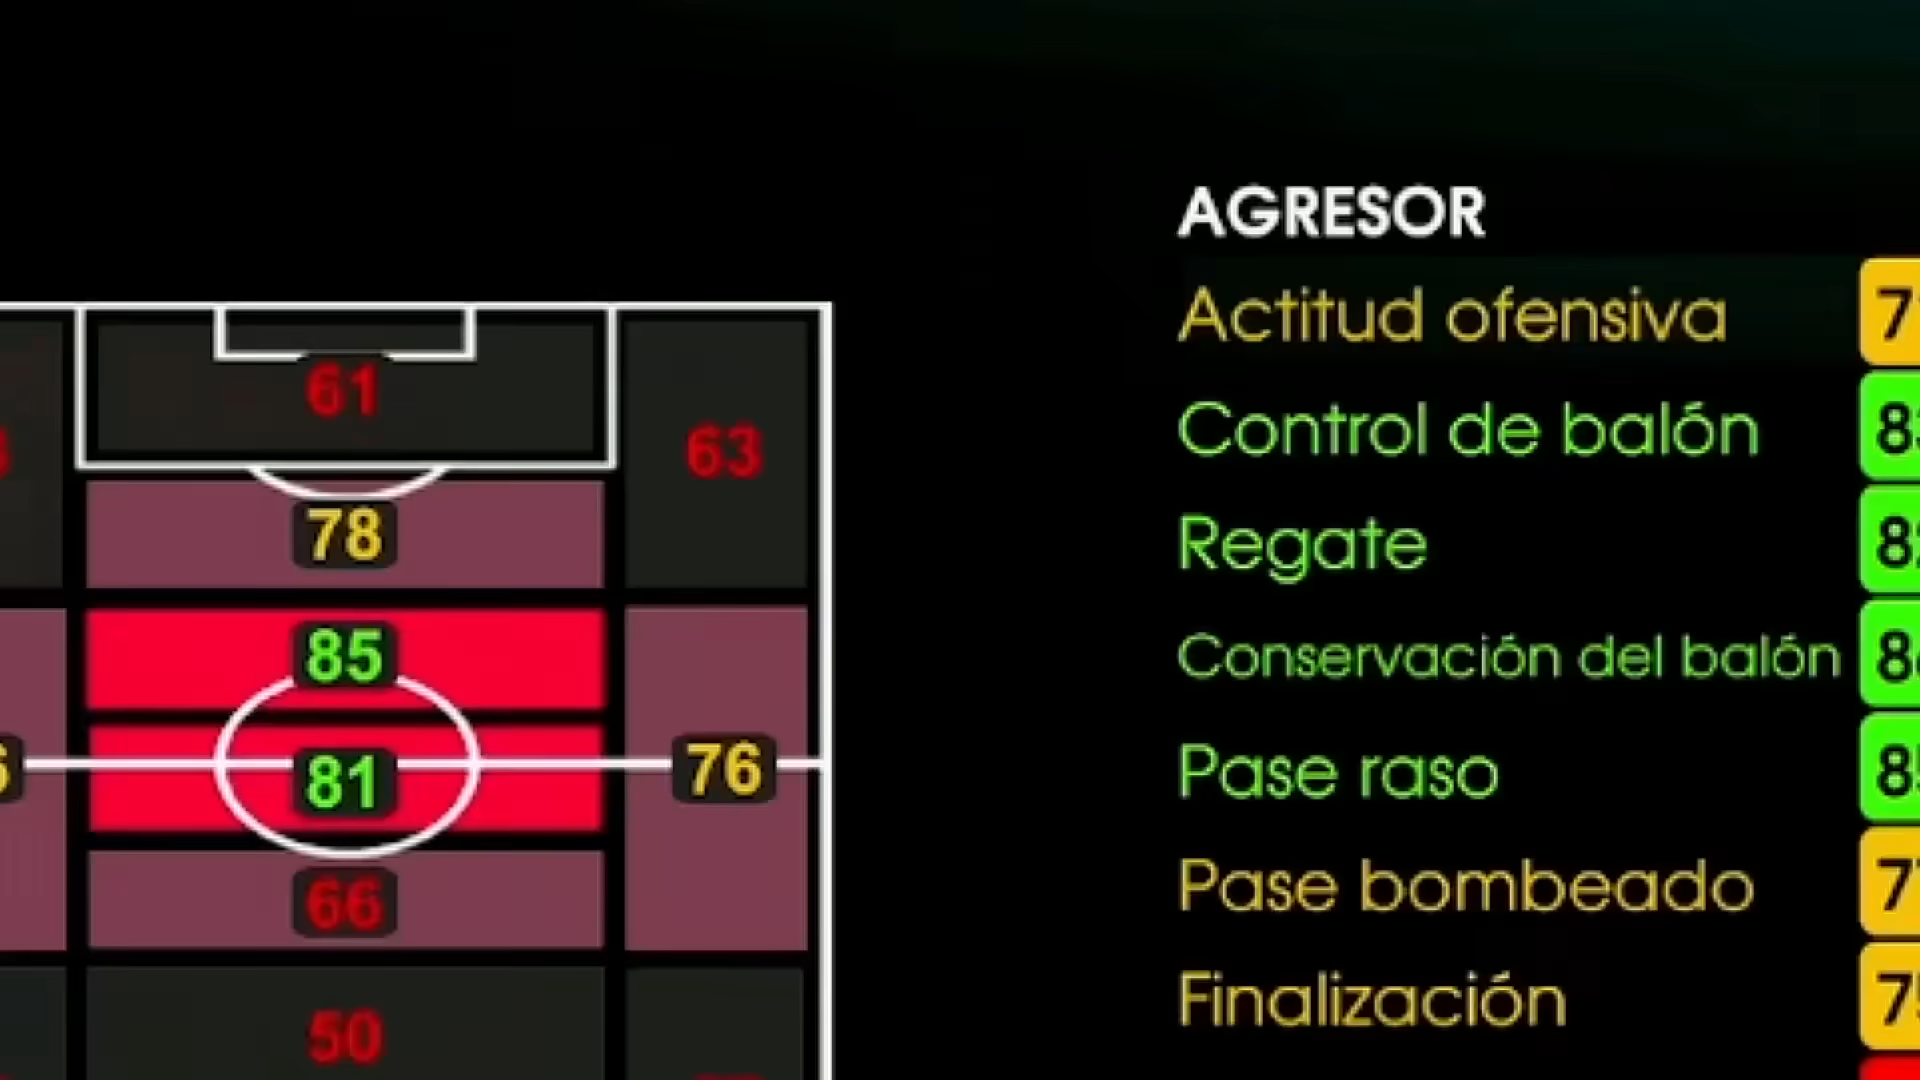 AGRESOR
Actitud ofensiva
Control de balón
Regate
Conservación del balón
Pase raso
Pase bombeado
Finalización
61
63
78
85
81
76
66
50